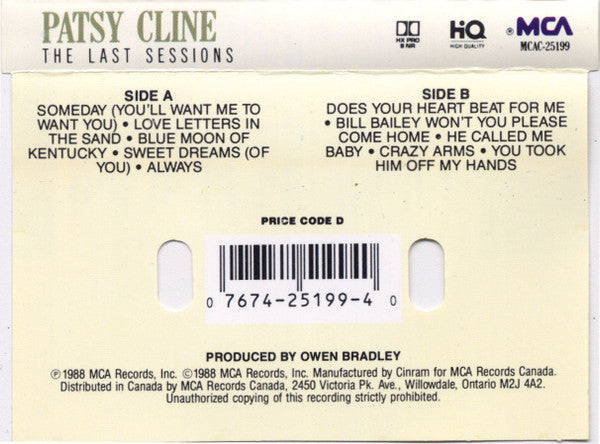 PATSY CLINE
THE LAST SESSIONS
HX PRO
B NR
HQ
HIGH QUALITY
® MCA
MCAC-25199
SIDE A
SOMEDAY (YOU'LL WANT ME TO
WANT YOU) • LOVE LETTERS IN
THE SAND • BLUE MOON OF
KENTUCKY • SWEET DREAMS (OF
YOU) • ALWAYS
SIDE B
DOES YOUR HEART BEAT FOR ME
• BILL BAILEY WON'T YOU PLEASE
COME HOME • HE CALLED ME
BABY • CRAZY ARMS • YOU TOOK
HIM OFF MY HANDS
PRICE CODE D
0 7674-25199-4 0
PRODUCED BY OWEN BRADLEY
℗1988 MCA Records, Inc. ©1988 MCA Records, Inc. Manufactured by Cinram for MCA Records Canada.
Distributed in Canada by MCA Records Canada, 2450 Victoria Pk. Ave., Willowdale, Ontario M2J 4A2.
Unauthorized copying of this recording strictly prohibited.